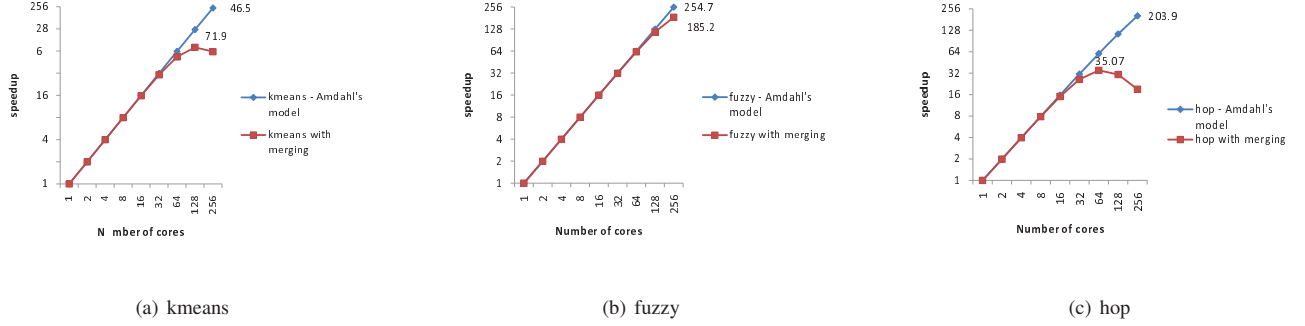 256
28
6
16
4
1
speedup
46.5
71.9
kmeans - Amdahl's
model
kmeans with
merging
1 2 4 8 16 32 64 128 256
N mber of cores
(a) kmeans
256
128
64
32
16
8
4
2
1
speedup
254.7
185.2
fuzzy - Amdahl's
model
fuzzy with merging
1 2 4 8 16 32 64 128 256
Number of cores
(b) fuzzy
256
128
64
32
16
8
4
2
1
speedup
203.9
35.07
hop - Amdahl's
model
hop with merging
1 2 4 8 16 32 64 128 256
Number of cores
(c) hop